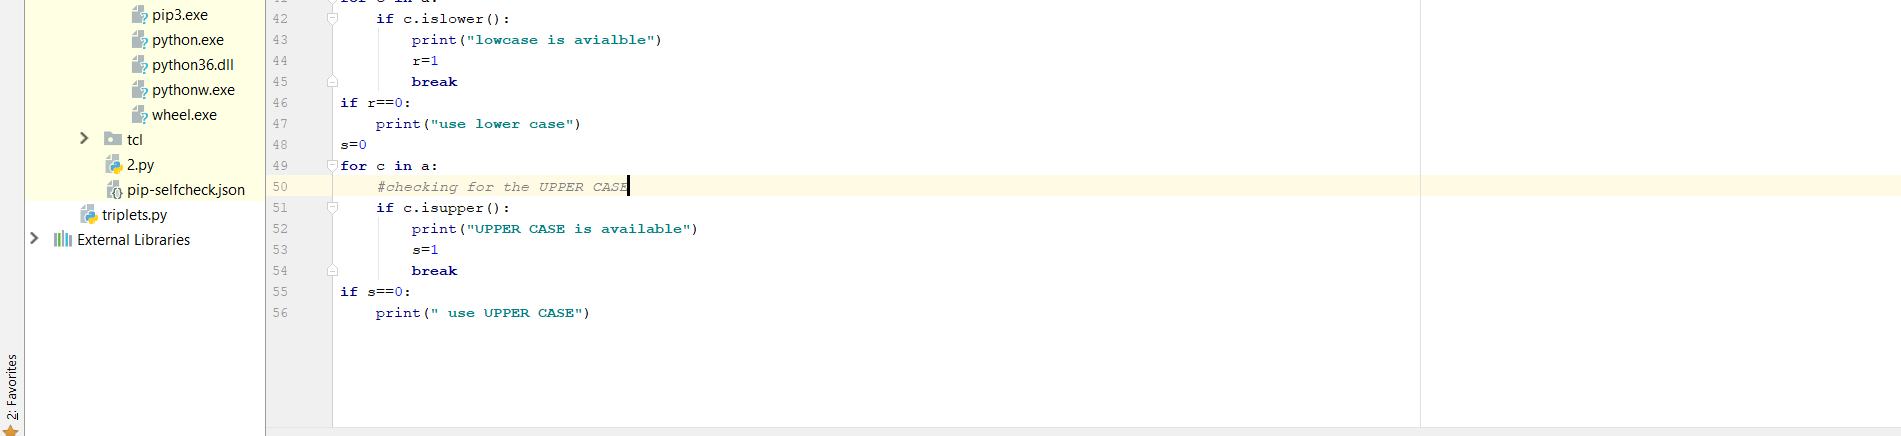 pip3.exe
python.exe
python36.dll
pythonw.exe
wheel.exe
tcl
2.py
pip-selfcheck.json
triplets.py
External Libraries
2: Favorites
41 for c in a:
42 if c.islower():
43 print("lowcase is avialble")
44 r=1
45 break
46 if r==0:
47 print("use lower case")
48 s=0
49 for c in a:
50 #checking for the UPPER CASE
51 if c.isupper():
52 print("UPPER CASE is available")
53 s=1
54 break
55 if s==0:
56 print(" use UPPER CASE")